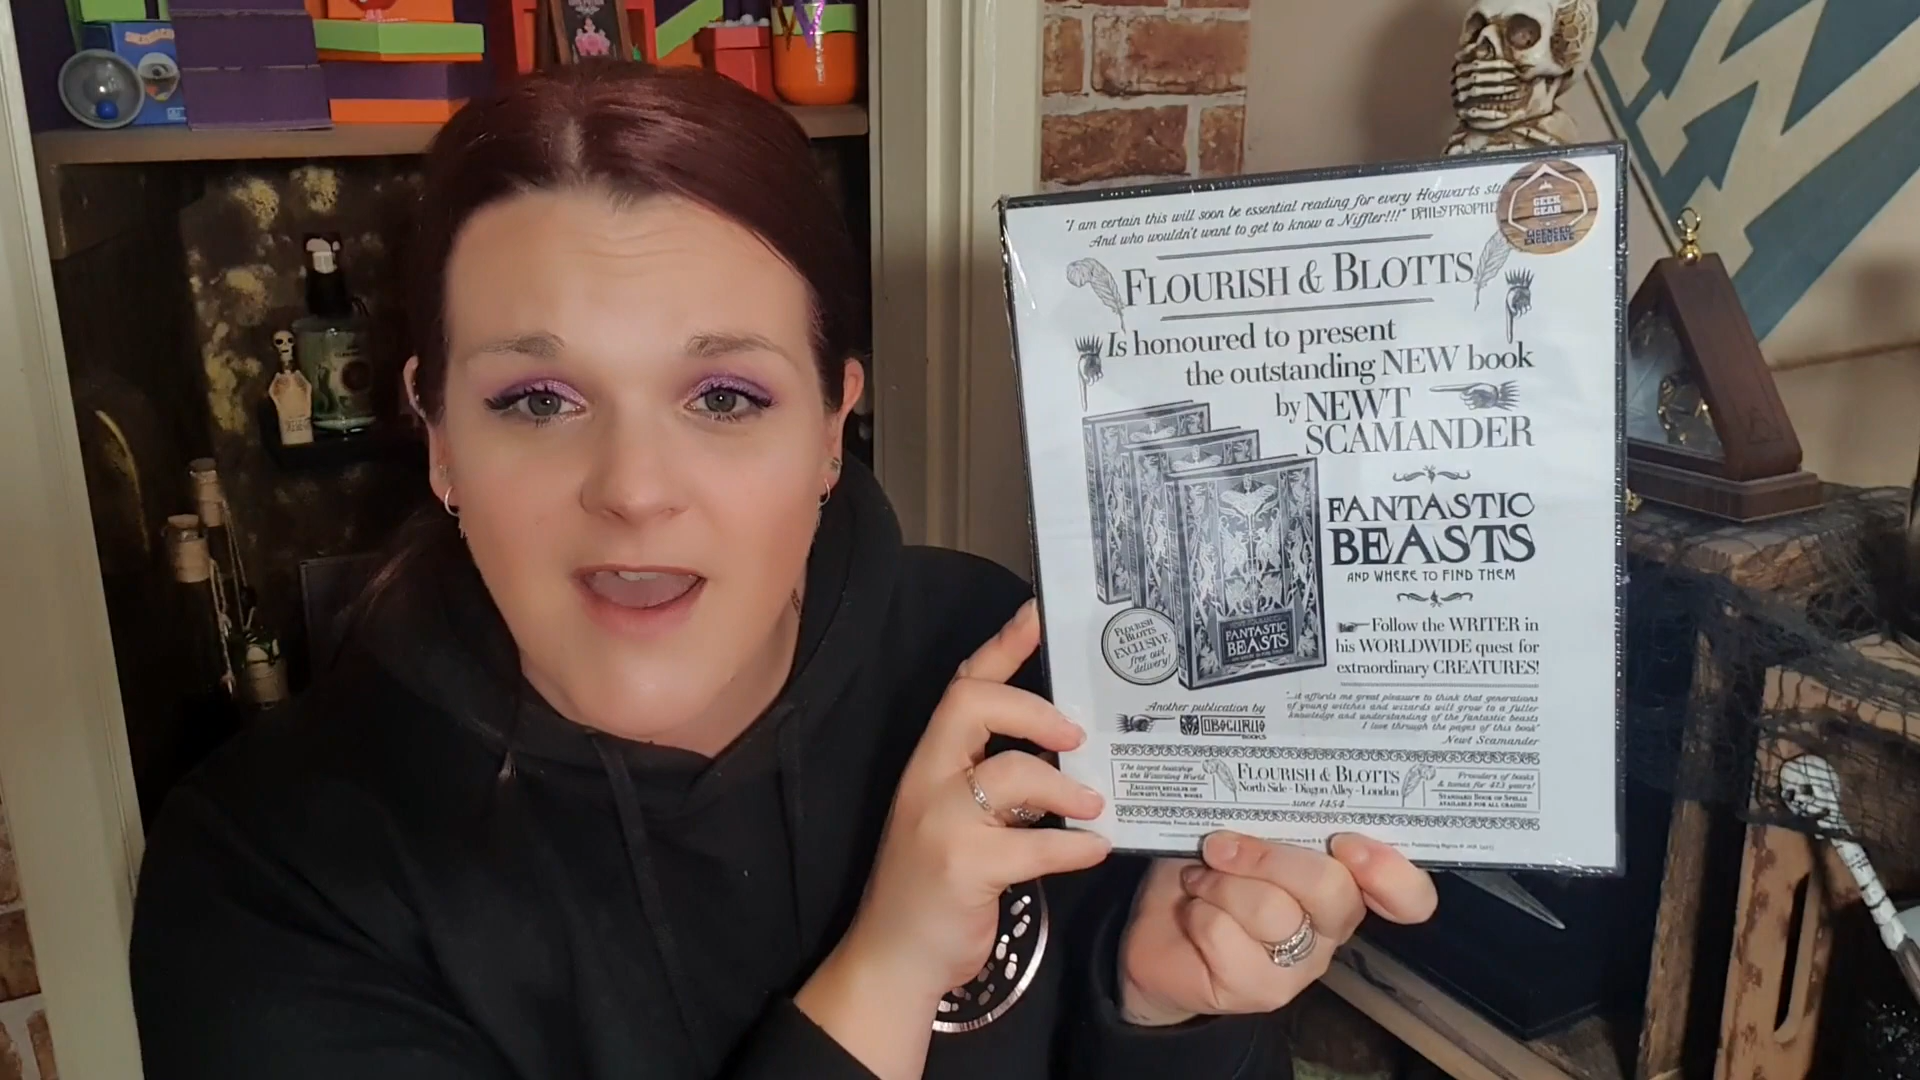 "I am certain this will soon be essential reading for every Hogwarts
And who wouldn't want to get to know a Niffler!!!" DAILY PROPHE
GEEK
GEAR
LICENSED
EXCLUSIVE
FLOURISH & BLOTTS
Is honoured to present
the outstanding NEW book
by NEWT
SCAMANDER
FANTASTIC
BEASTS
AND WHERE TO FIND THEM
FLOURISH
& BLOTTS
EXCLUSIVE
free owl
delivery!
FANTASTIC
BEASTS
Follow the WRITER in
his WORLDWIDE quest for
extraordinary CREATURES!
"...it affords me great pleasure to think that generations
of young witches and wizards will grow to a fuller
knowledge and understanding of the fantastic beasts
I love through the pages of this book"
Newt Scamander
Another publication by
OBSCURUS
BOOKS
The largest bookshop
in the Wizarding World
EXCLUSIVE RETAILER OF
HOGWARTS SCHOOL BOOKS
FLOURISH & BLOTTS
North Side - Diagon Alley - London
since 1454
Providers of books
& tomes for 473 years!
STANDARD BOOK OF SPELLS
AVAILABLE FOR ALL GRADES